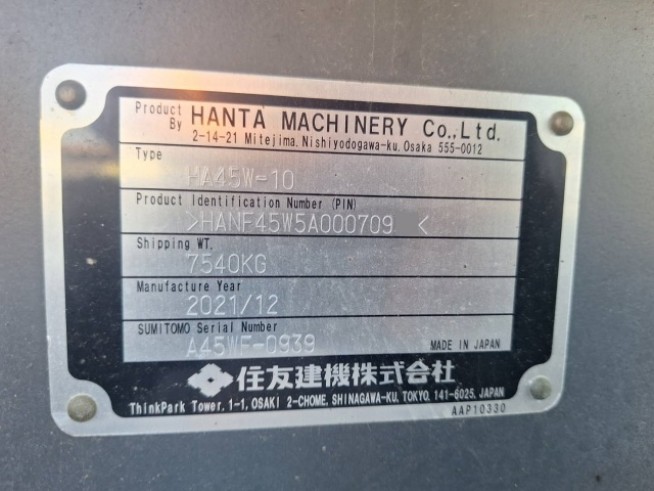 Product By HANTA MACHINERY Co.,Ltd.
2-14-21 Mitejima, Nishiyodogawa-ku, Osaka 555-0012
Type
HA45W-10
Product Identification Number (PIN)
>HANF45W5A000709 <
Shipping WT.
7540KG
Manufacture Year
2021/12
SUMITOMO Serial Number
A45WF-0939
MADE IN JAPAN
住友建機株式会社
ThinkPark Tower, 1-1, OSAKI 2-CHOME, SHINAGAWA-KU, TOKYO, 141-6025, JAPAN
AAP10330